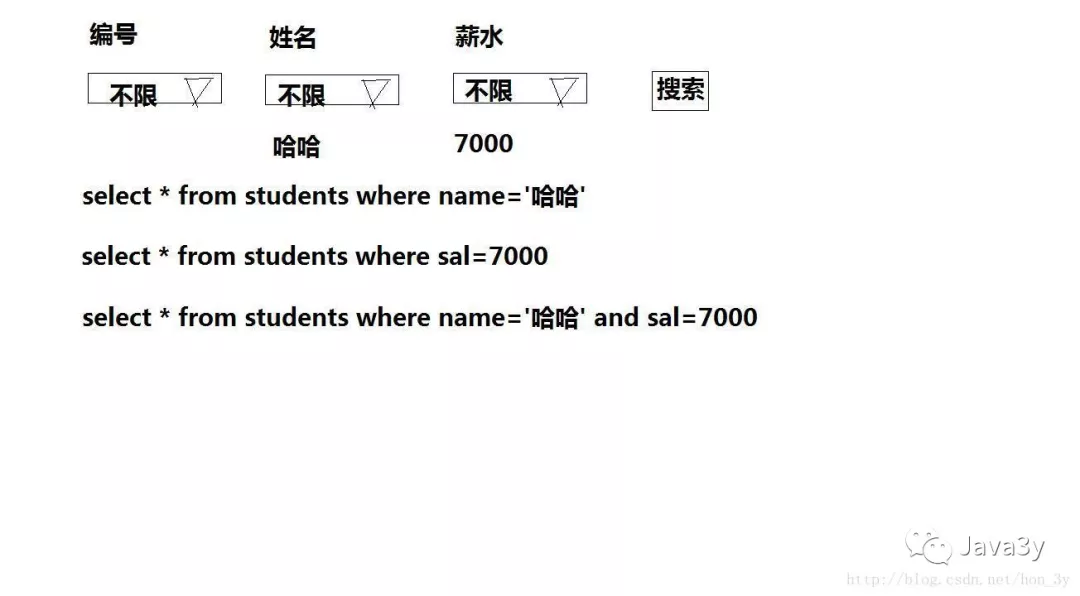 编号 姓名 薪水
不限 不限 不限 搜索
哈哈 7000
select * from students where name='哈哈'
select * from students where sal=7000
select * from students where name='哈哈' and sal=7000
Java3y
http://blog.csdn.net/hon_3y